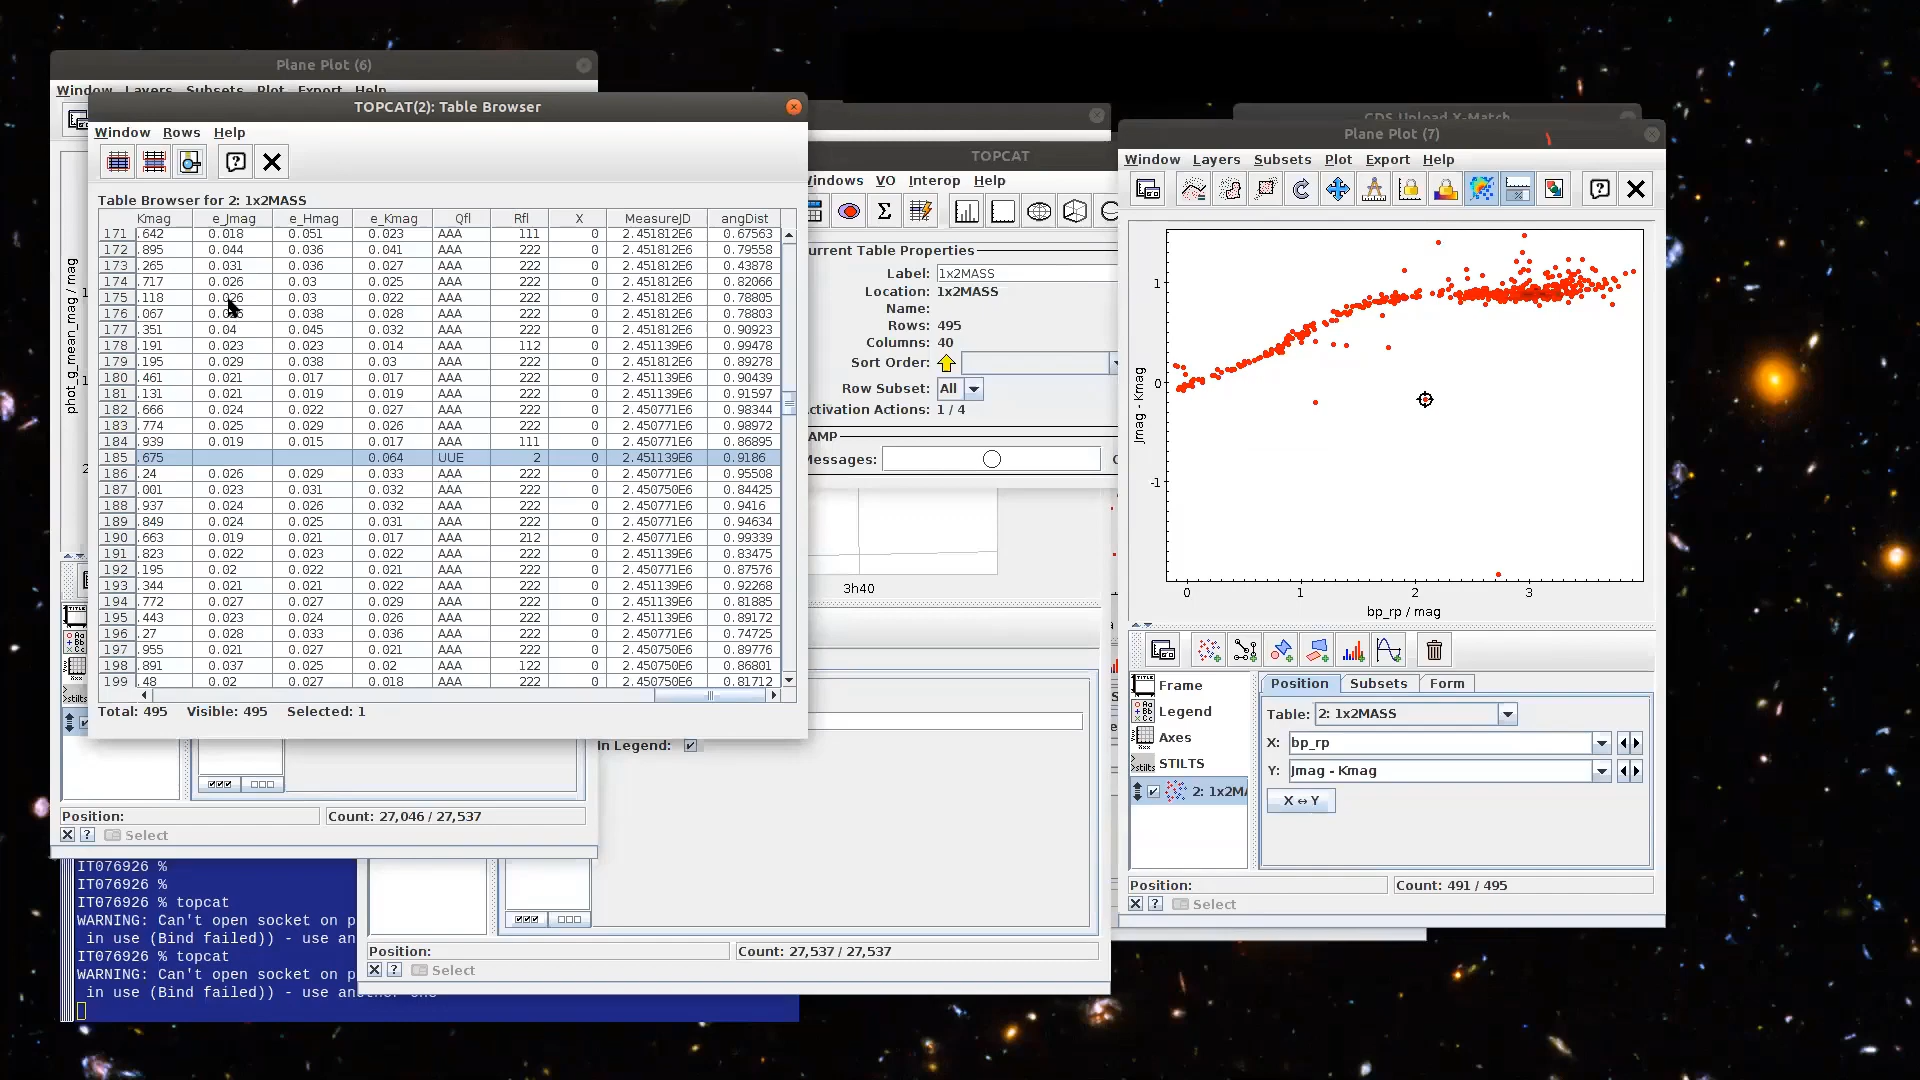 Plane Plot (6)
Window Layers Subsets Plot Export Help
TOPCAT(2): Table Browser
Window Rows Help
Table Browser for 2: 1x2MASS
Kmag e_Jmag e_Hmag e_Kmag Qfl Rfl X MeasureJD angDist
171 .642 0.018 0.051 0.023 AAA 111 0 2.451812E6 0.67563
172 .895 0.044 0.036 0.041 AAA 222 0 2.451812E6 0.79558
173 .265 0.031 0.036 0.027 AAA 222 0 2.451812E6 0.43878
174 .717 0.026 0.03 0.025 AAA 222 0 2.451812E6 0.82066
175 .118 0.026 0.03 0.022 AAA 222 0 2.451812E6 0.78805
176 .067 0.038 0.028 AAA 222 0 2.451812E6 0.78803
177 .351 0.04 0.045 0.032 AAA 222 0 2.451812E6 0.90923
178 .191 0.023 0.023 0.014 AAA 112 0 2.451139E6 0.99478
179 .195 0.029 0.038 0.03 AAA 222 0 2.451812E6 0.89278
180 .461 0.021 0.017 0.017 AAA 222 0 2.451139E6 0.90439
181 .131 0.021 0.019 0.019 AAA 222 0 2.451139E6 0.91597
182 .666 0.024 0.022 0.027 AAA 222 0 2.450771E6 0.98344
183 .774 0.025 0.029 0.026 AAA 222 0 2.450771E6 0.98972
184 .939 0.019 0.015 0.017 AAA 111 0 2.450771E6 0.86895
185 .675 0.064 UUE 2 0 2.451139E6 0.9186
186 .24 0.026 0.029 0.033 AAA 222 0 2.450771E6 0.95508
187 .001 0.023 0.031 0.032 AAA 222 0 2.450750E6 0.84425
188 .937 0.024 0.026 0.032 AAA 222 0 2.450771E6 0.9416
189 .849 0.024 0.025 0.031 AAA 222 0 2.450771E6 0.94634
190 .663 0.019 0.021 0.017 AAA 212 0 2.450771E6 0.99339
191 .823 0.022 0.023 0.022 AAA 222 0 2.451139E6 0.83475
192 .195 0.02 0.022 0.021 AAA 222 0 2.450771E6 0.87576
193 .344 0.021 0.021 0.022 AAA 222 0 2.451139E6 0.92268
194 .772 0.027 0.027 0.029 AAA 222 0 2.451139E6 0.81885
195 .443 0.023 0.024 0.026 AAA 222 0 2.451139E6 0.89172
196 .27 0.028 0.033 0.036 AAA 222 0 2.450771E6 0.74725
197 .955 0.021 0.027 0.021 AAA 222 0 2.450750E6 0.89776
198 .891 0.037 0.025 0.02 AAA 122 0 2.450750E6 0.86801
199 .48 0.02 0.027 0.018 AAA 222 0 2.450750E6 0.81712
Total: 495 Visible: 495 Selected: 1
phot_g_mean_mag / mag
In Legend:
Position:
Count: 27,046 / 27,537
Select
IT076926 %
IT076926 %
IT076926 % topcat
WARNING: Can't open socket on p
in use (Bind failed)) - use an
IT076926 % topcat
WARNING: Can't open socket on p
in use (Bind failed)) - use another one
Position:
Count: 27,537 / 27,537
Select
3h40
TOPCAT
indows VO Interop Help
urrent Table Properties
Label: 1x2MASS
Location: 1x2MASS
Name:
Rows: 495
Columns: 40
Sort Order:
Row Subset: All
ctivation Actions: 1 / 4
AMP
essages:
CDS Upload X-Match
Plane Plot (7)
Window Layers Subsets Plot Export Help
Jmag - Kmag
1
0
-1
0 1 2 3
bp_rp / mag
Frame
Legend
Axes
STILTS
2: 1x2MA
Position Subsets Form
Table: 2: 1x2MASS
X: bp_rp
Y: Jmag - Kmag
X ⇔ Y
Position:
Count: 491 / 495
Select